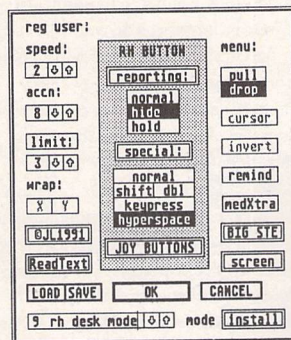 reg user:
speed: RH BUTTON menu:
2 ⇩ ⇧ reporting: pull
accn: normal drop
8 ⇩ ⇧ hide cursor
limit: hold invert
3 ⇩ ⇧ special: remind
wrap: normal medXtra
X Y shift dbl BIG STE
©JL1991 keypress screen
ReadText hyperspace
JOY BUTTONS
LOAD SAVE OK CANCEL
9 rh desk mode ⇩ ⇧ mode install